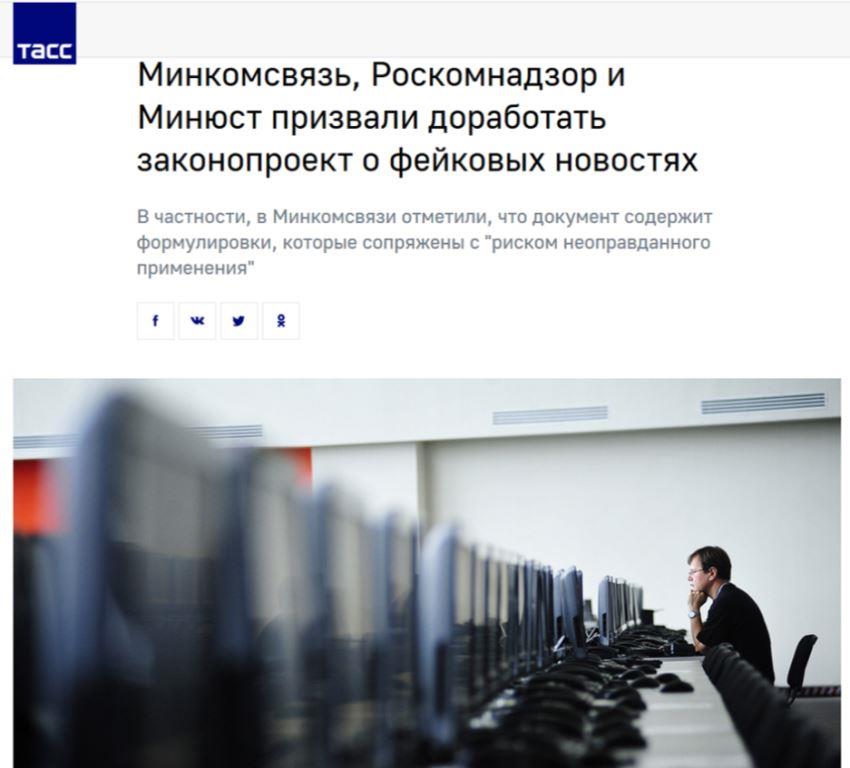 тасс
Минкомсвязь, Роскомнадзор и
Минюст призвали доработать
законопроект о фейковых новостях
В частности, в Минкомсвязи отметили, что документ содержит
формулировки, которые сопряжены с "риском неоправданного
применения"